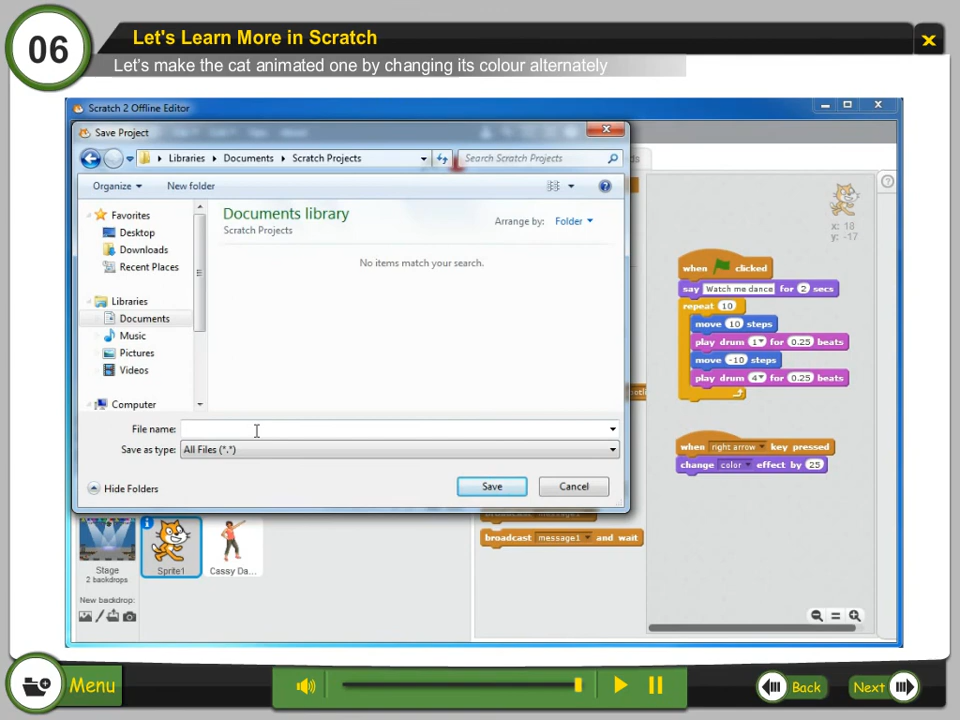 06
Let's Learn More in Scratch
Let's make the cat animated one by changing its colour alternately
Scratch 2 Offline Editor
Save Project
Libraries Documents Scratch Projects
Search Scratch Projects
Organize
New folder
Favorites
Desktop
Downloads
Recent Places
Libraries
Documents
Music
Pictures
Videos
Computer
Documents library
Scratch Projects
Arrange by: Folder
No items match your search.
File name:
Save as type: All Files (*.*)
Hide Folders
Save
Cancel
x: 18
y: -17
when clicked
say Watch me dance for 2 secs
repeat 10
move 10 steps
play drum 1 for 0.25 beats
move -10 steps
play drum 4 for 0.25 beats
when right arrow key pressed
change color effect by 25
broadcast message1 and wait
Stage
2 backdrops
New backdrop:
Sprite1
Cassy Da...
Menu
Back
Next